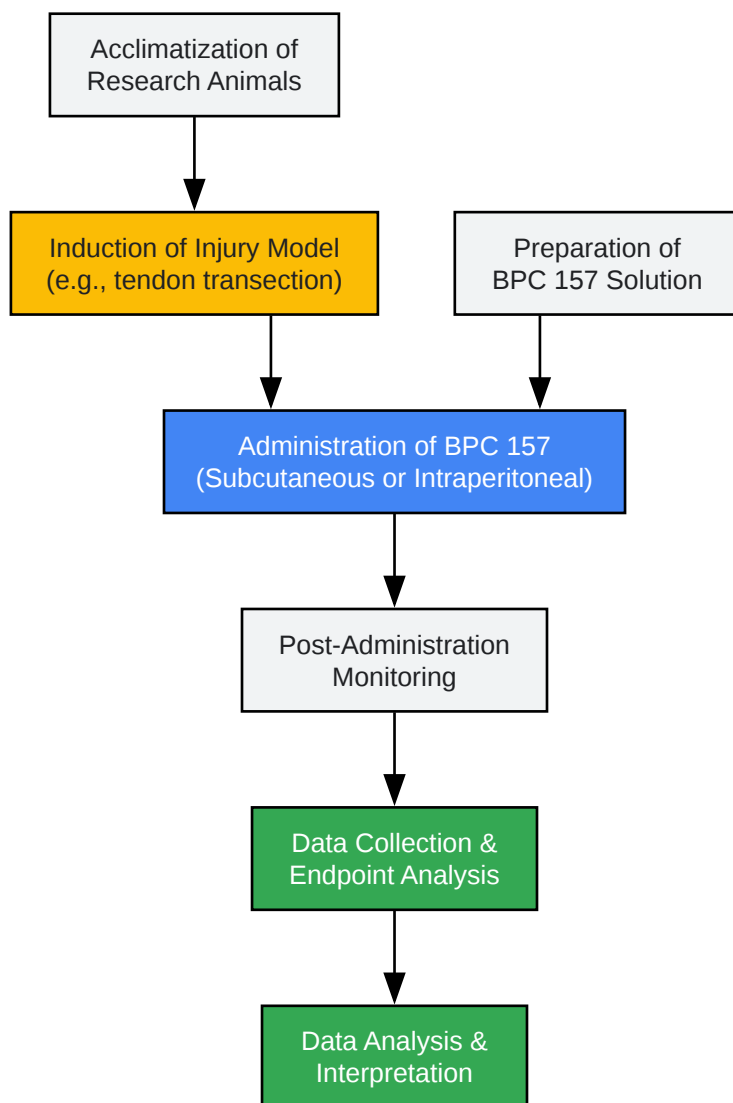 Acclimatization of
Research Animals
Induction of Injury Model
(e.g., tendon transection)
Preparation of
BPC 157 Solution
Administration of BPC 157
(Subcutaneous or Intraperitoneal)
Post-Administration
Monitoring
Data Collection &
Endpoint Analysis
Data Analysis &
Interpretation